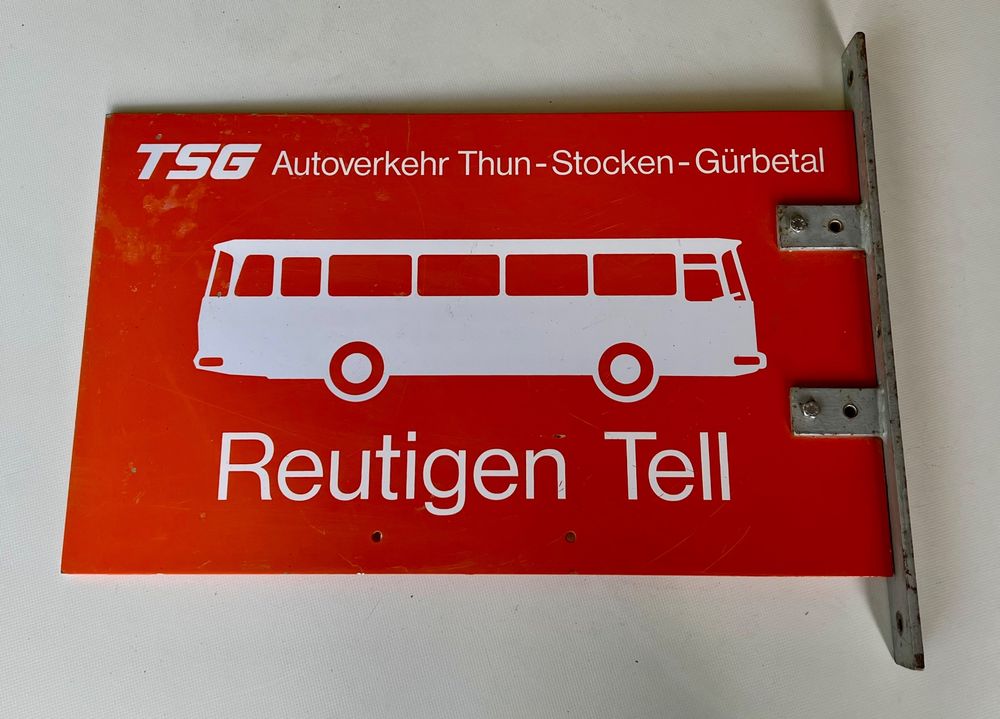 TSG Autoverkehr Thun-Stocken-Gürbetal
Reutigen Tell